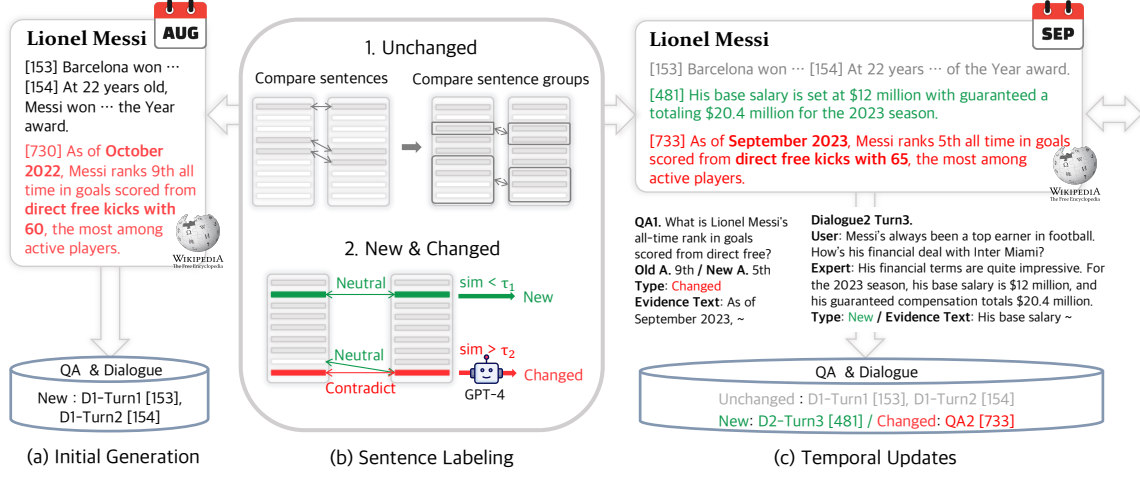 Lionel Messi
AUG
[153] Barcelona won ⋯
[154] At 22 years old,
Messi won ⋯ the Year
award.
[730] As of October
2022, Messi ranks 9th all
time in goals scored from
direct free kicks with
60, the most among
active players.
WIKIPEDIA
The Free Encyclopedia
QA & Dialogue
New : D1-Turn1 [153],
D1-Turn2 [154]
(a) Initial Generation
1. Unchanged
Compare sentences
Compare sentence groups
2. New & Changed
Neutral
sim < τ1
New
Neutral
sim > τ2
Contradict
GPT-4
Changed
(b) Sentence Labeling
Lionel Messi
SEP
[153] Barcelona won ⋯ [154] At 22 years ⋯ of the Year award.
[481] His base salary is set at $12 million with guaranteed a
totaling $20.4 million for the 2023 season.
[733] As of September 2023, Messi ranks 5th all time in goals
scored from direct free kicks with 65, the most among
active players.
WIKIPEDIA
The Free Encyclopedia
QA1. What is Lionel Messi's
all-time rank in goals
scored from direct free?
Old A. 9th / New A. 5th
Type: Changed
Evidence Text: As of
September 2023, ~
Dialogue2 Turn3.
User: Messi's always been a top earner in football.
How's his financial deal with Inter Miami?
Expert: His financial terms are quite impressive. For
the 2023 season, his base salary is $12 million, and
his guaranteed compensation totals $20.4 million.
Type: New / Evidence Text: His base salary ~
QA & Dialogue
Unchanged : D1-Turn1 [153], D1-Turn2 [154]
New: D2-Turn3 [481] / Changed: QA2 [733]
(c) Temporal Updates